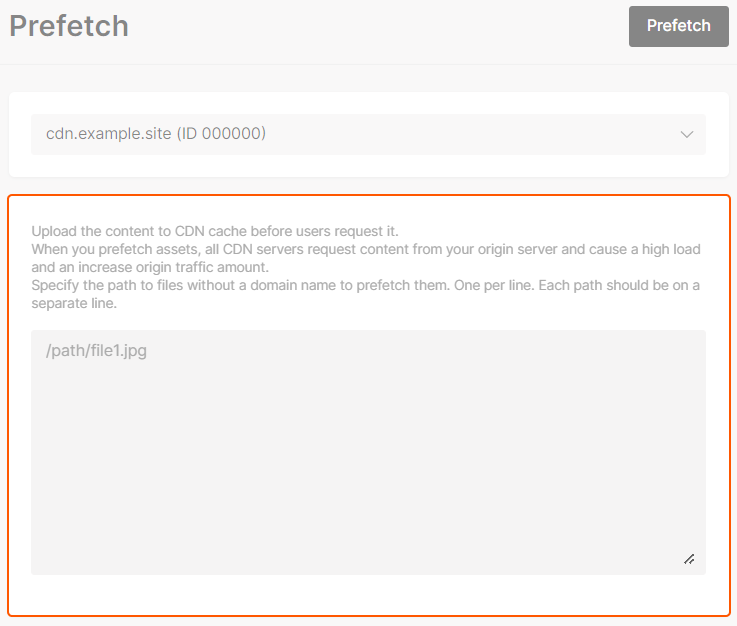 Prefetch
Prefetch
cdn.example.site (ID 000000)
Upload the content to CDN cache before users request it.
When you prefetch assets, all CDN servers request content from your origin server and cause a high load
and an increase origin traffic amount.
Specify the path to files without a domain name to prefetch them. One per line. Each path should be on a
separate line.
/path/file1.jpg